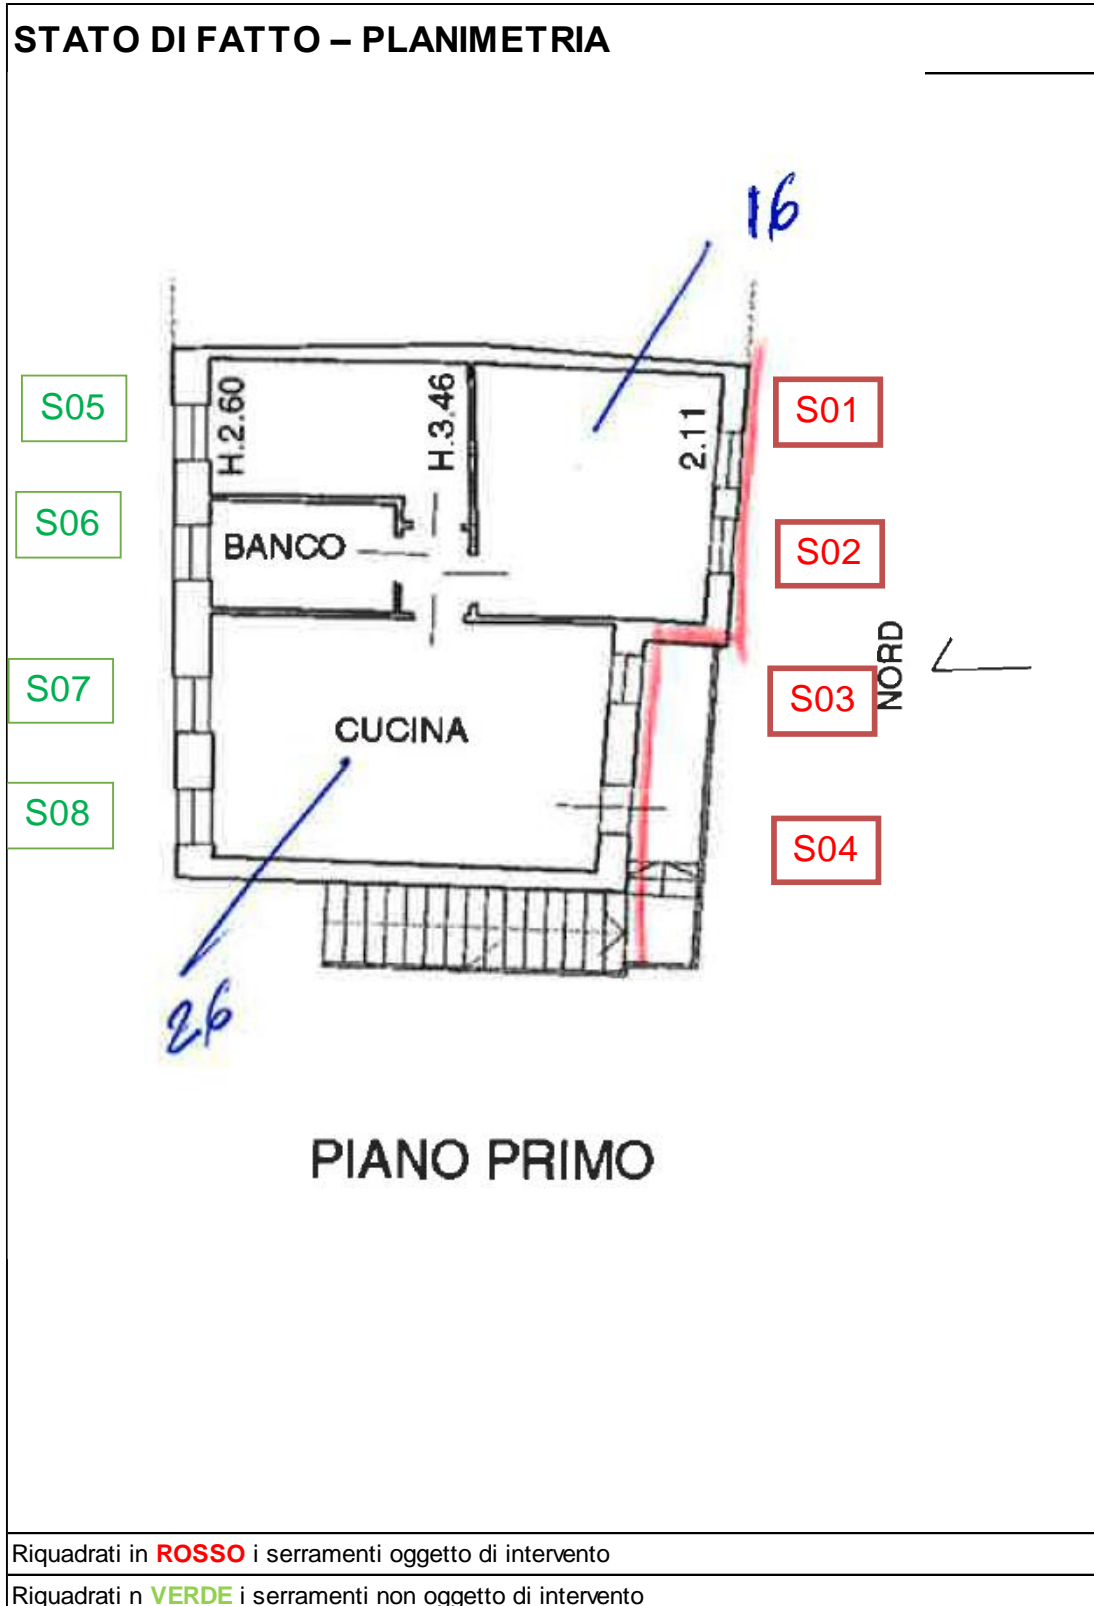 STATO DI FATTO – PLANIMETRIA
16
S05
H.2.60
H.3.46
2.11
S01
S06
BANCO
S02
NORD
S07
CUCINA
S03
S08
S04
26
PIANO PRIMO
Riquadrati in ROSSO i serramenti oggetto di intervento
Riquadrati n VERDE i serramenti non oggetto di intervento